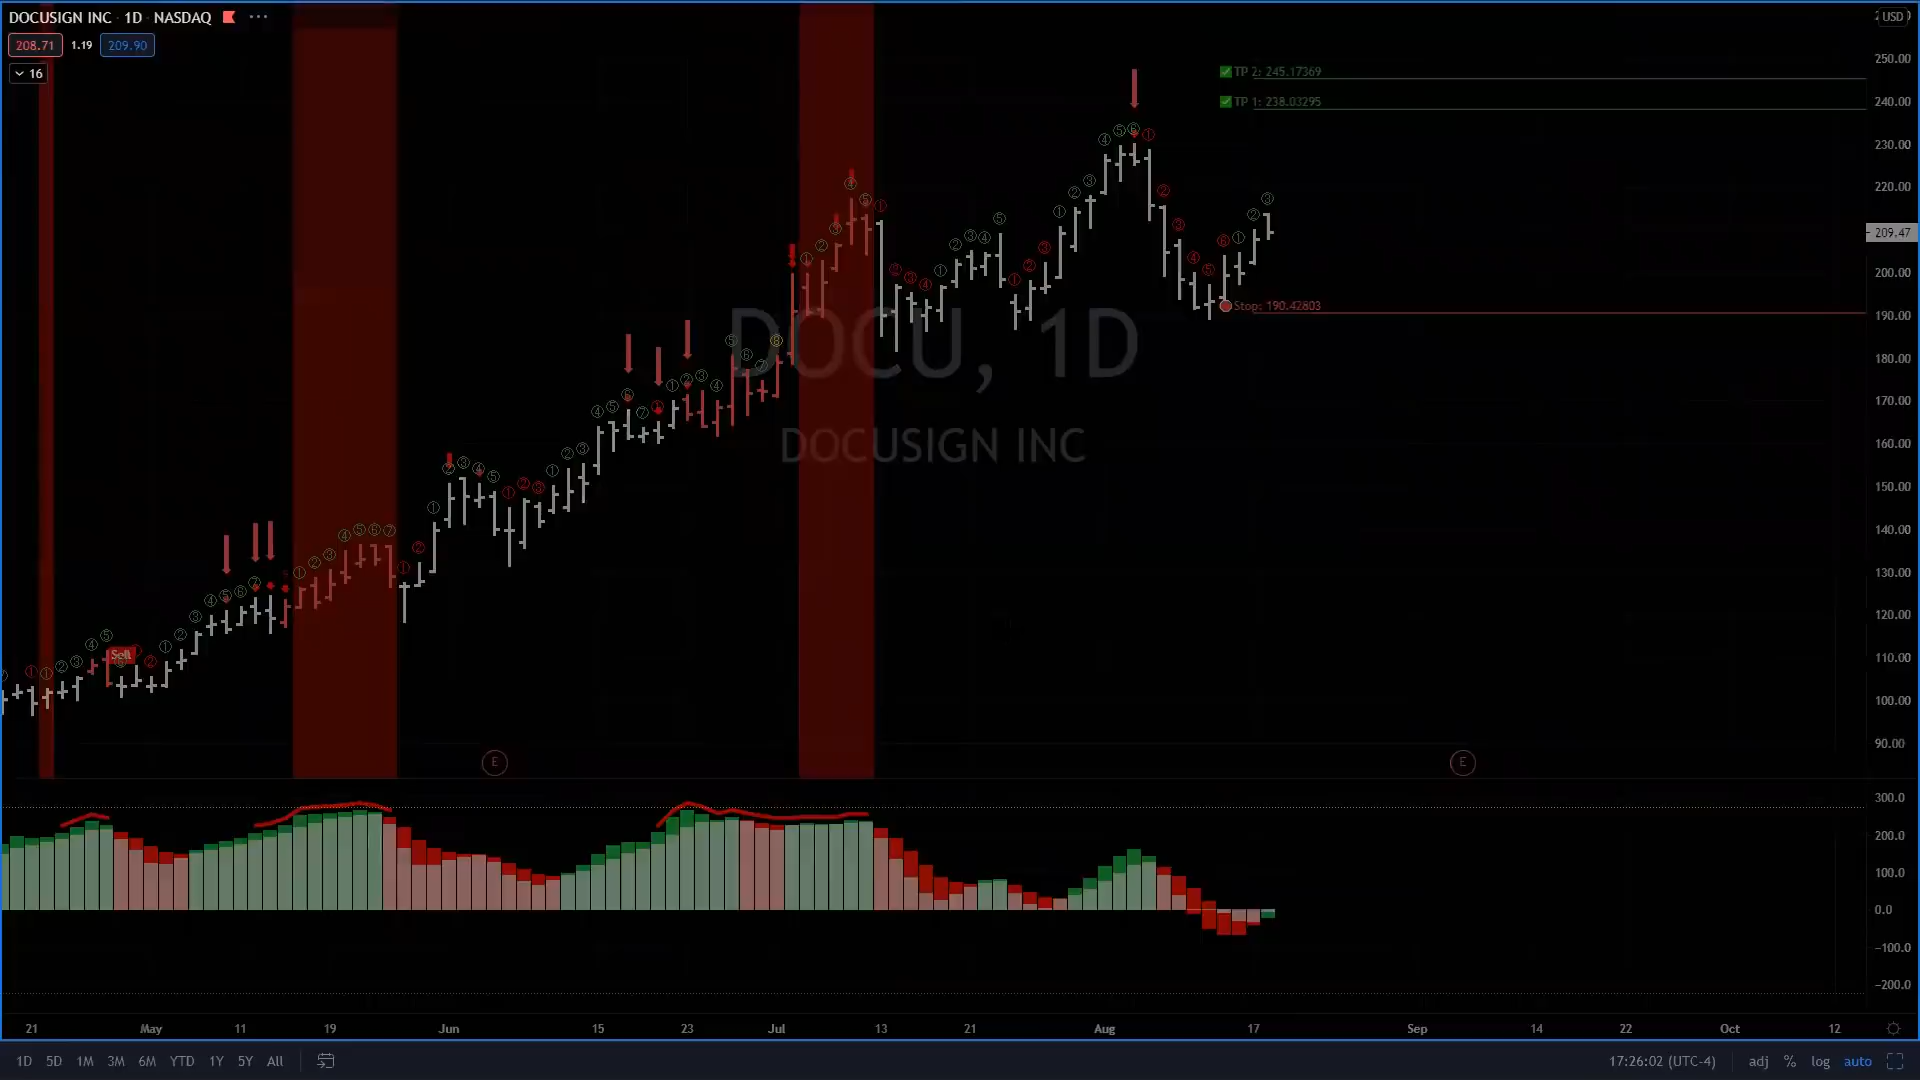 DOCUSIGN INC · 1D · NASDAQ
208.71 1.19 209.90
16
USD
250.00
240.00
230.00
220.00
209.47
200.00
190.00
180.00
170.00
160.00
150.00
140.00
130.00
120.00
110.00
100.00
90.00
TP 2: 245.17369
TP 1: 238.03295
Stop: 190.42803
DOCU, 1D
DOCUSIGN INC
Sell
E E
300.0
200.0
100.0
0.0
−100.0
−200.0
21 May 11 19 Jun 15 23 Jul 13 21 Aug 17 Sep 14 22 Oct 12
1D 5D 1M 3M 6M YTD 1Y 5Y All 17:26:02 (UTC-4) adj % log auto